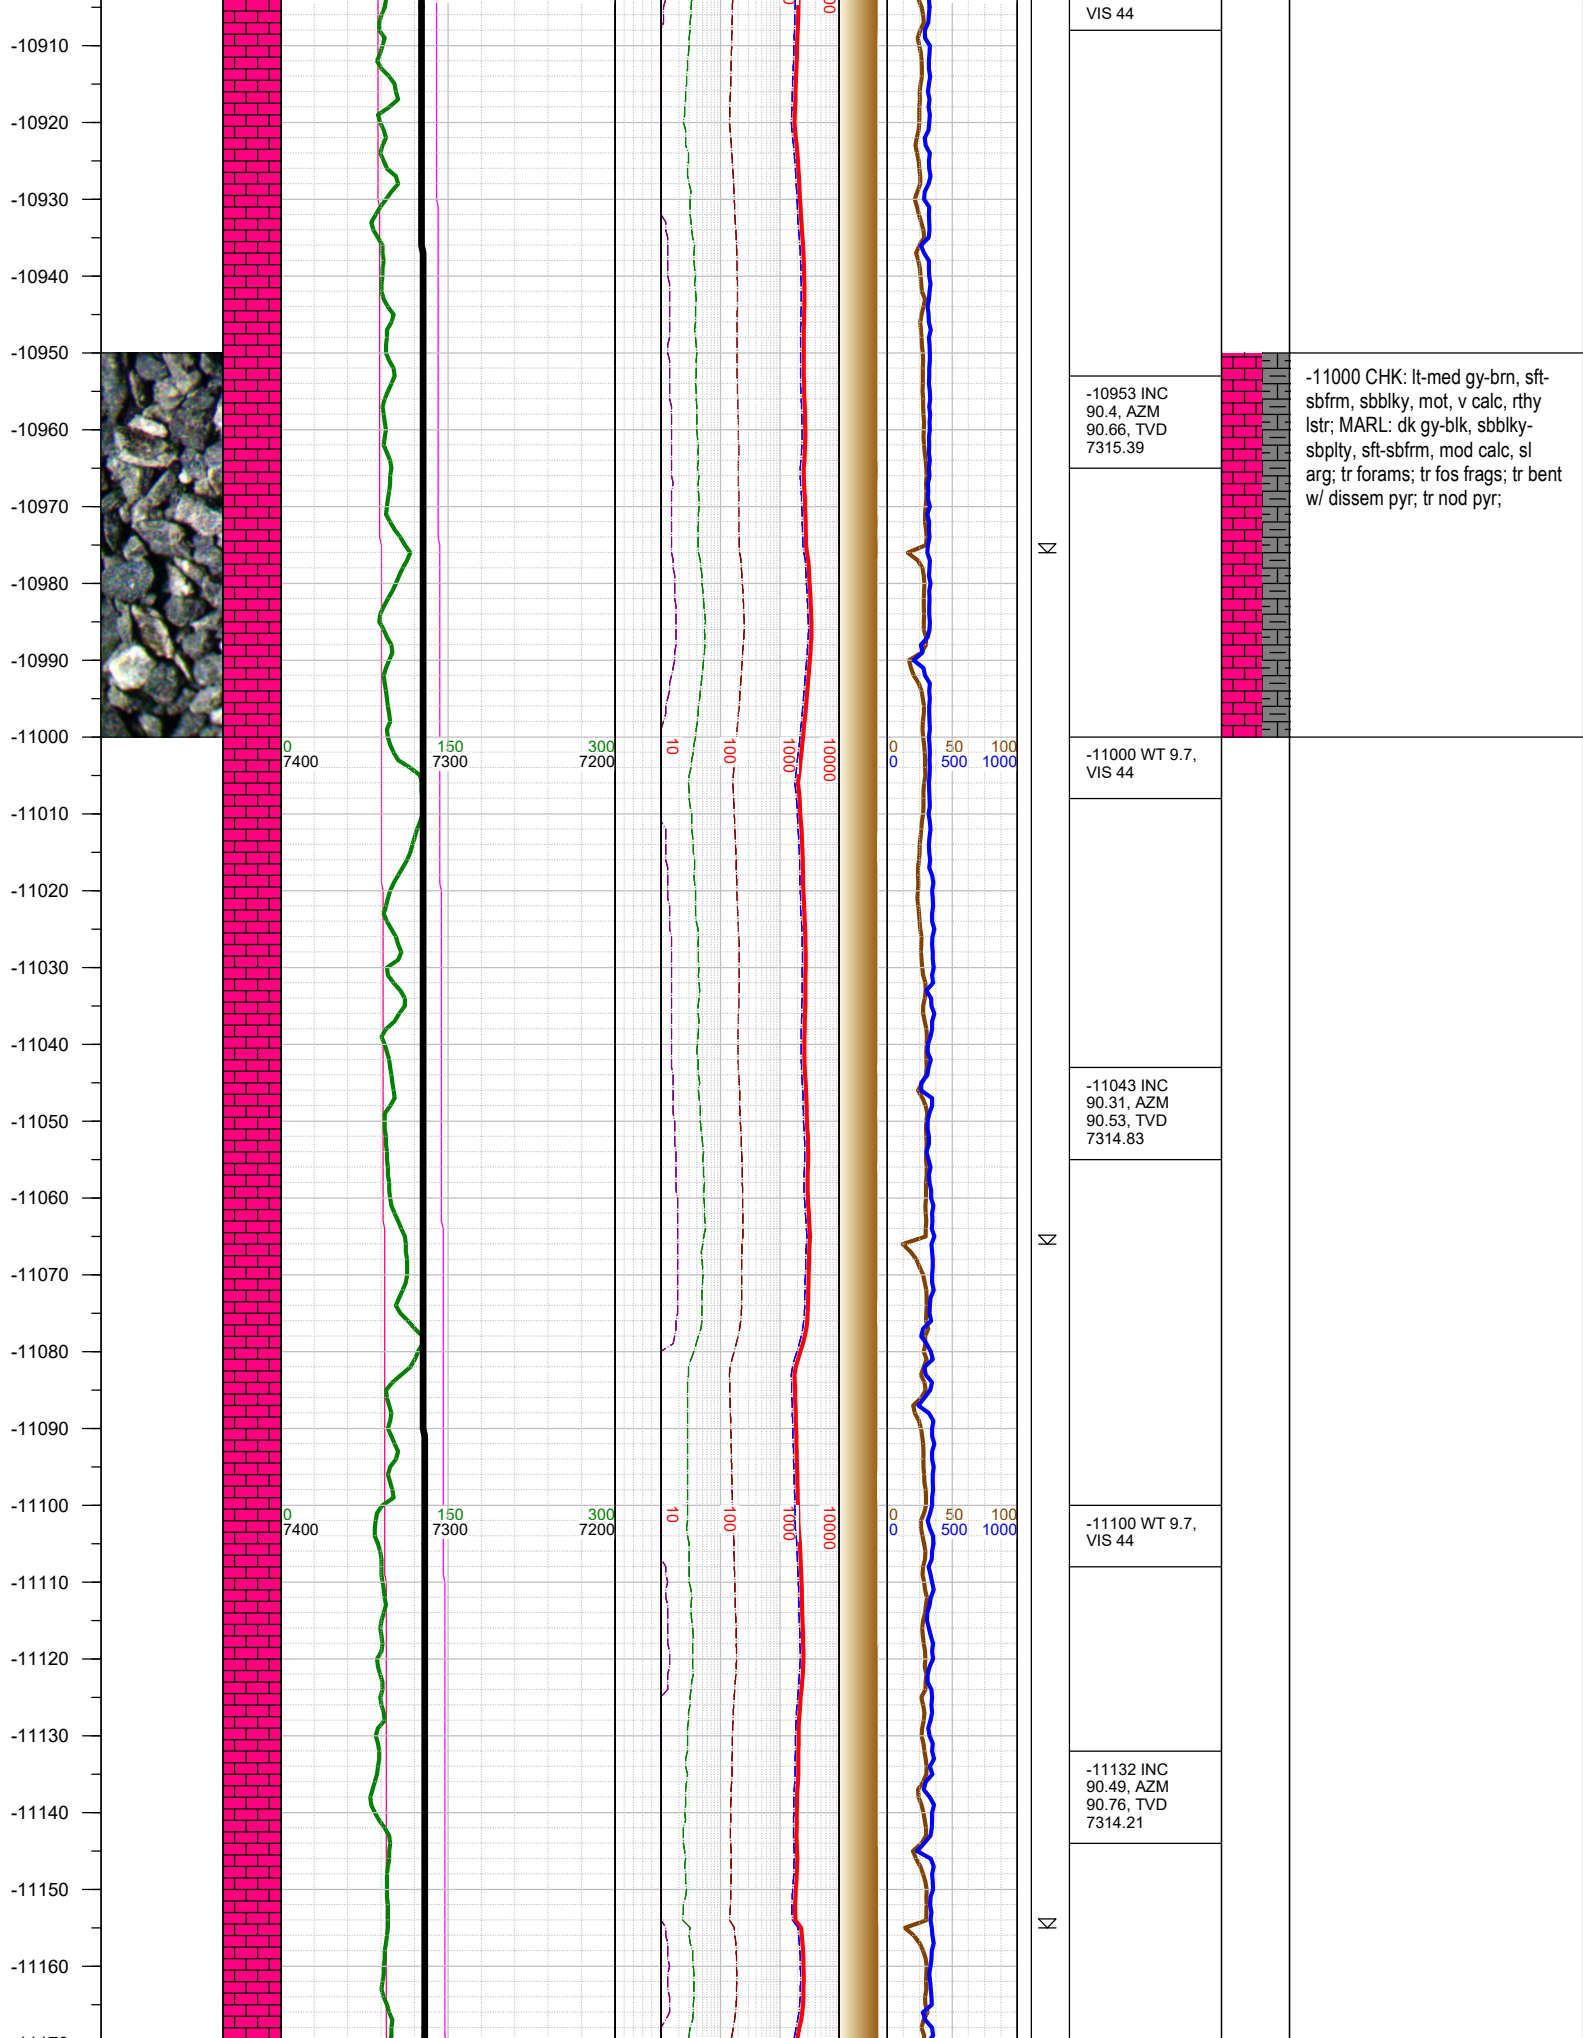 VIS 44
-10910
-10920
-10930
-10940
-10950
-10960
-10970
-10980
-10990
-11000
-11010
-11020
-11030
-11040
-11050
-11060
-11070
-11080
-11090
-11100
-11110
-11120
-11130
-11140
-11150
-11160
-10953 INC
90.4, AZM
90.66, TVD
7315.39
-11000 CHK: lt-med gy-brn, sft-
sbfrm, sbblky, mot, v calc, rthy
lstr; MARL: dk gy-blk, sbblky-
sbplty, sft-sbfrm, mod calc, sl
arg; tr forams; tr fos frags; tr bent
w/ dissem pyr; tr nod pyr;
0 150 300
7400 7300 7200
10 100 1000 10000
0 50 100
0 500 1000
-11000 WT 9.7,
VIS 44
-11043 INC
90.31, AZM
90.53, TVD
7314.83
0 150 300
7400 7300 7200
10 100 1000 10000
0 50 100
0 500 1000
-11100 WT 9.7,
VIS 44
-11132 INC
90.49, AZM
90.76, TVD
7314.21